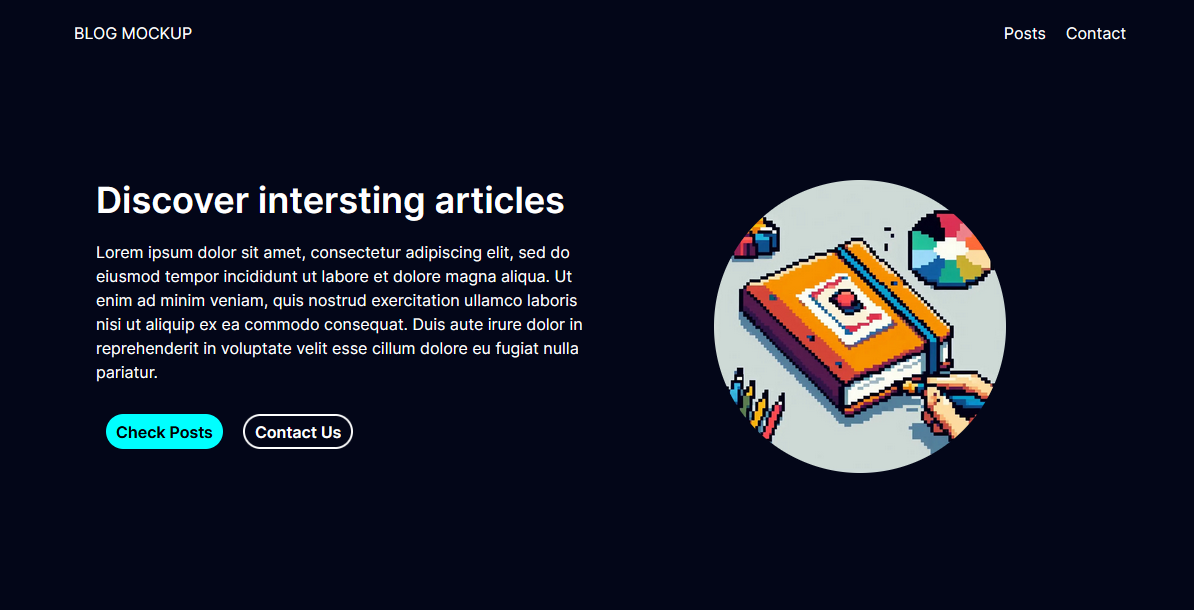 BLOG MOCKUP
Posts
Contact
Discover intersting articles
Lorem ipsum dolor sit amet, consectetur adipiscing elit, sed do
eiusmod tempor incididunt ut labore et dolore magna aliqua. Ut
enim ad minim veniam, quis nostrud exercitation ullamco laboris
nisi ut aliquip ex ea commodo consequat. Duis aute irure dolor in
reprehenderit in voluptate velit esse cillum dolore eu fugiat nulla
pariatur.
Check Posts
Contact Us